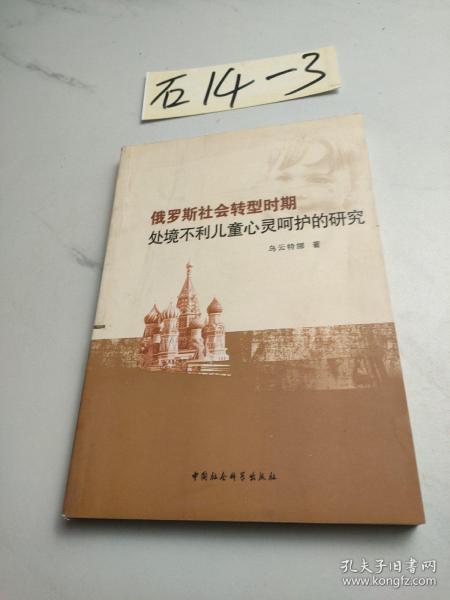 石14-3
俄罗斯社会转型时期
处境不利儿童心灵呵护的研究
乌云特娜 著
中国社会科学出版社
孔夫子旧书网
www.kongfz.com